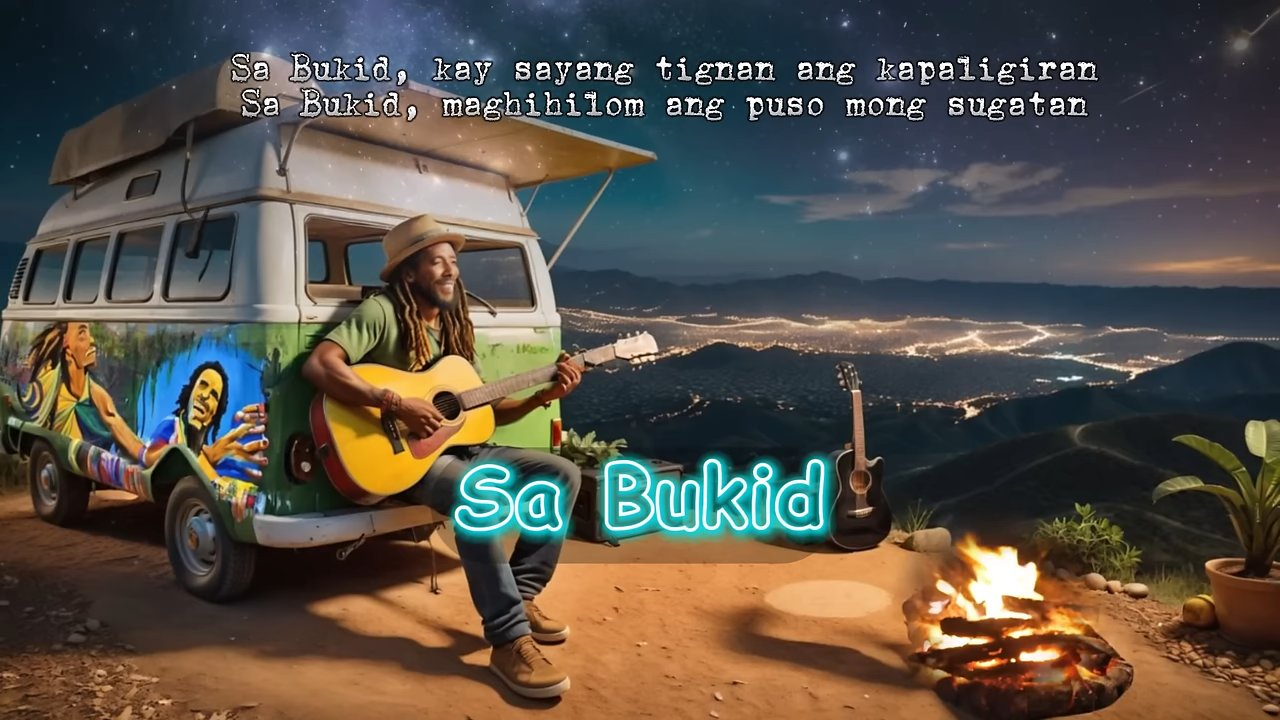 Sa Bukid, kay sayang tignan ang kapaligiran
Sa Bukid, maghihilom ang puso mong sugatan
Sa Bukid